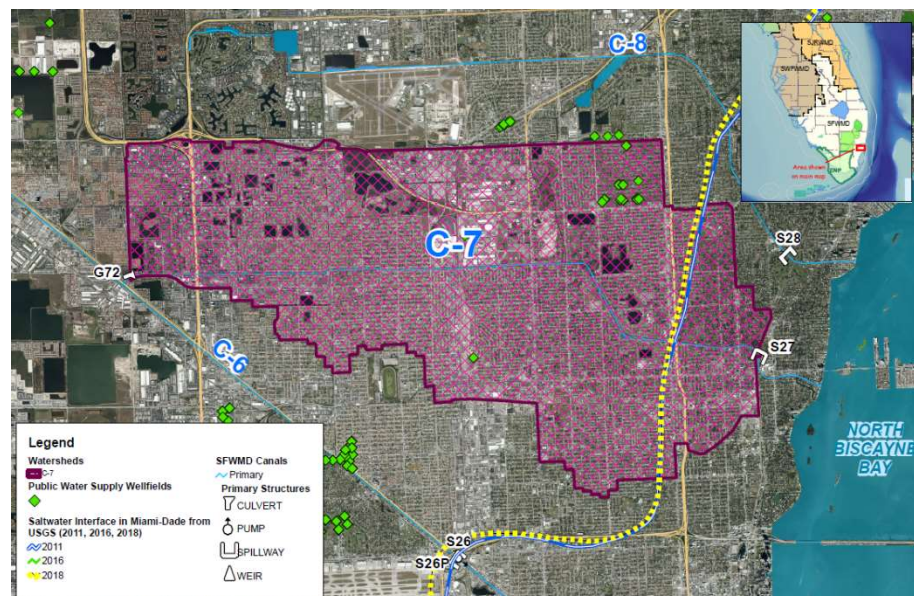 C-8
SJRWMD
SWFWMD
SFWMD
Area shown
on main map
ENP
C-7
S28
G72
C-6
S27
NORTH
BISCAYNE
BAY
S26
S26P
Legend
Watersheds
C-7
Public Water Supply Wellfields
Saltwater Interface in Miami-Dade from
USGS (2011, 2016, 2018)
2011
2016
2018
SFWMD Canals
Primary
Primary Structures
CULVERT
PUMP
SPILLWAY
WEIR